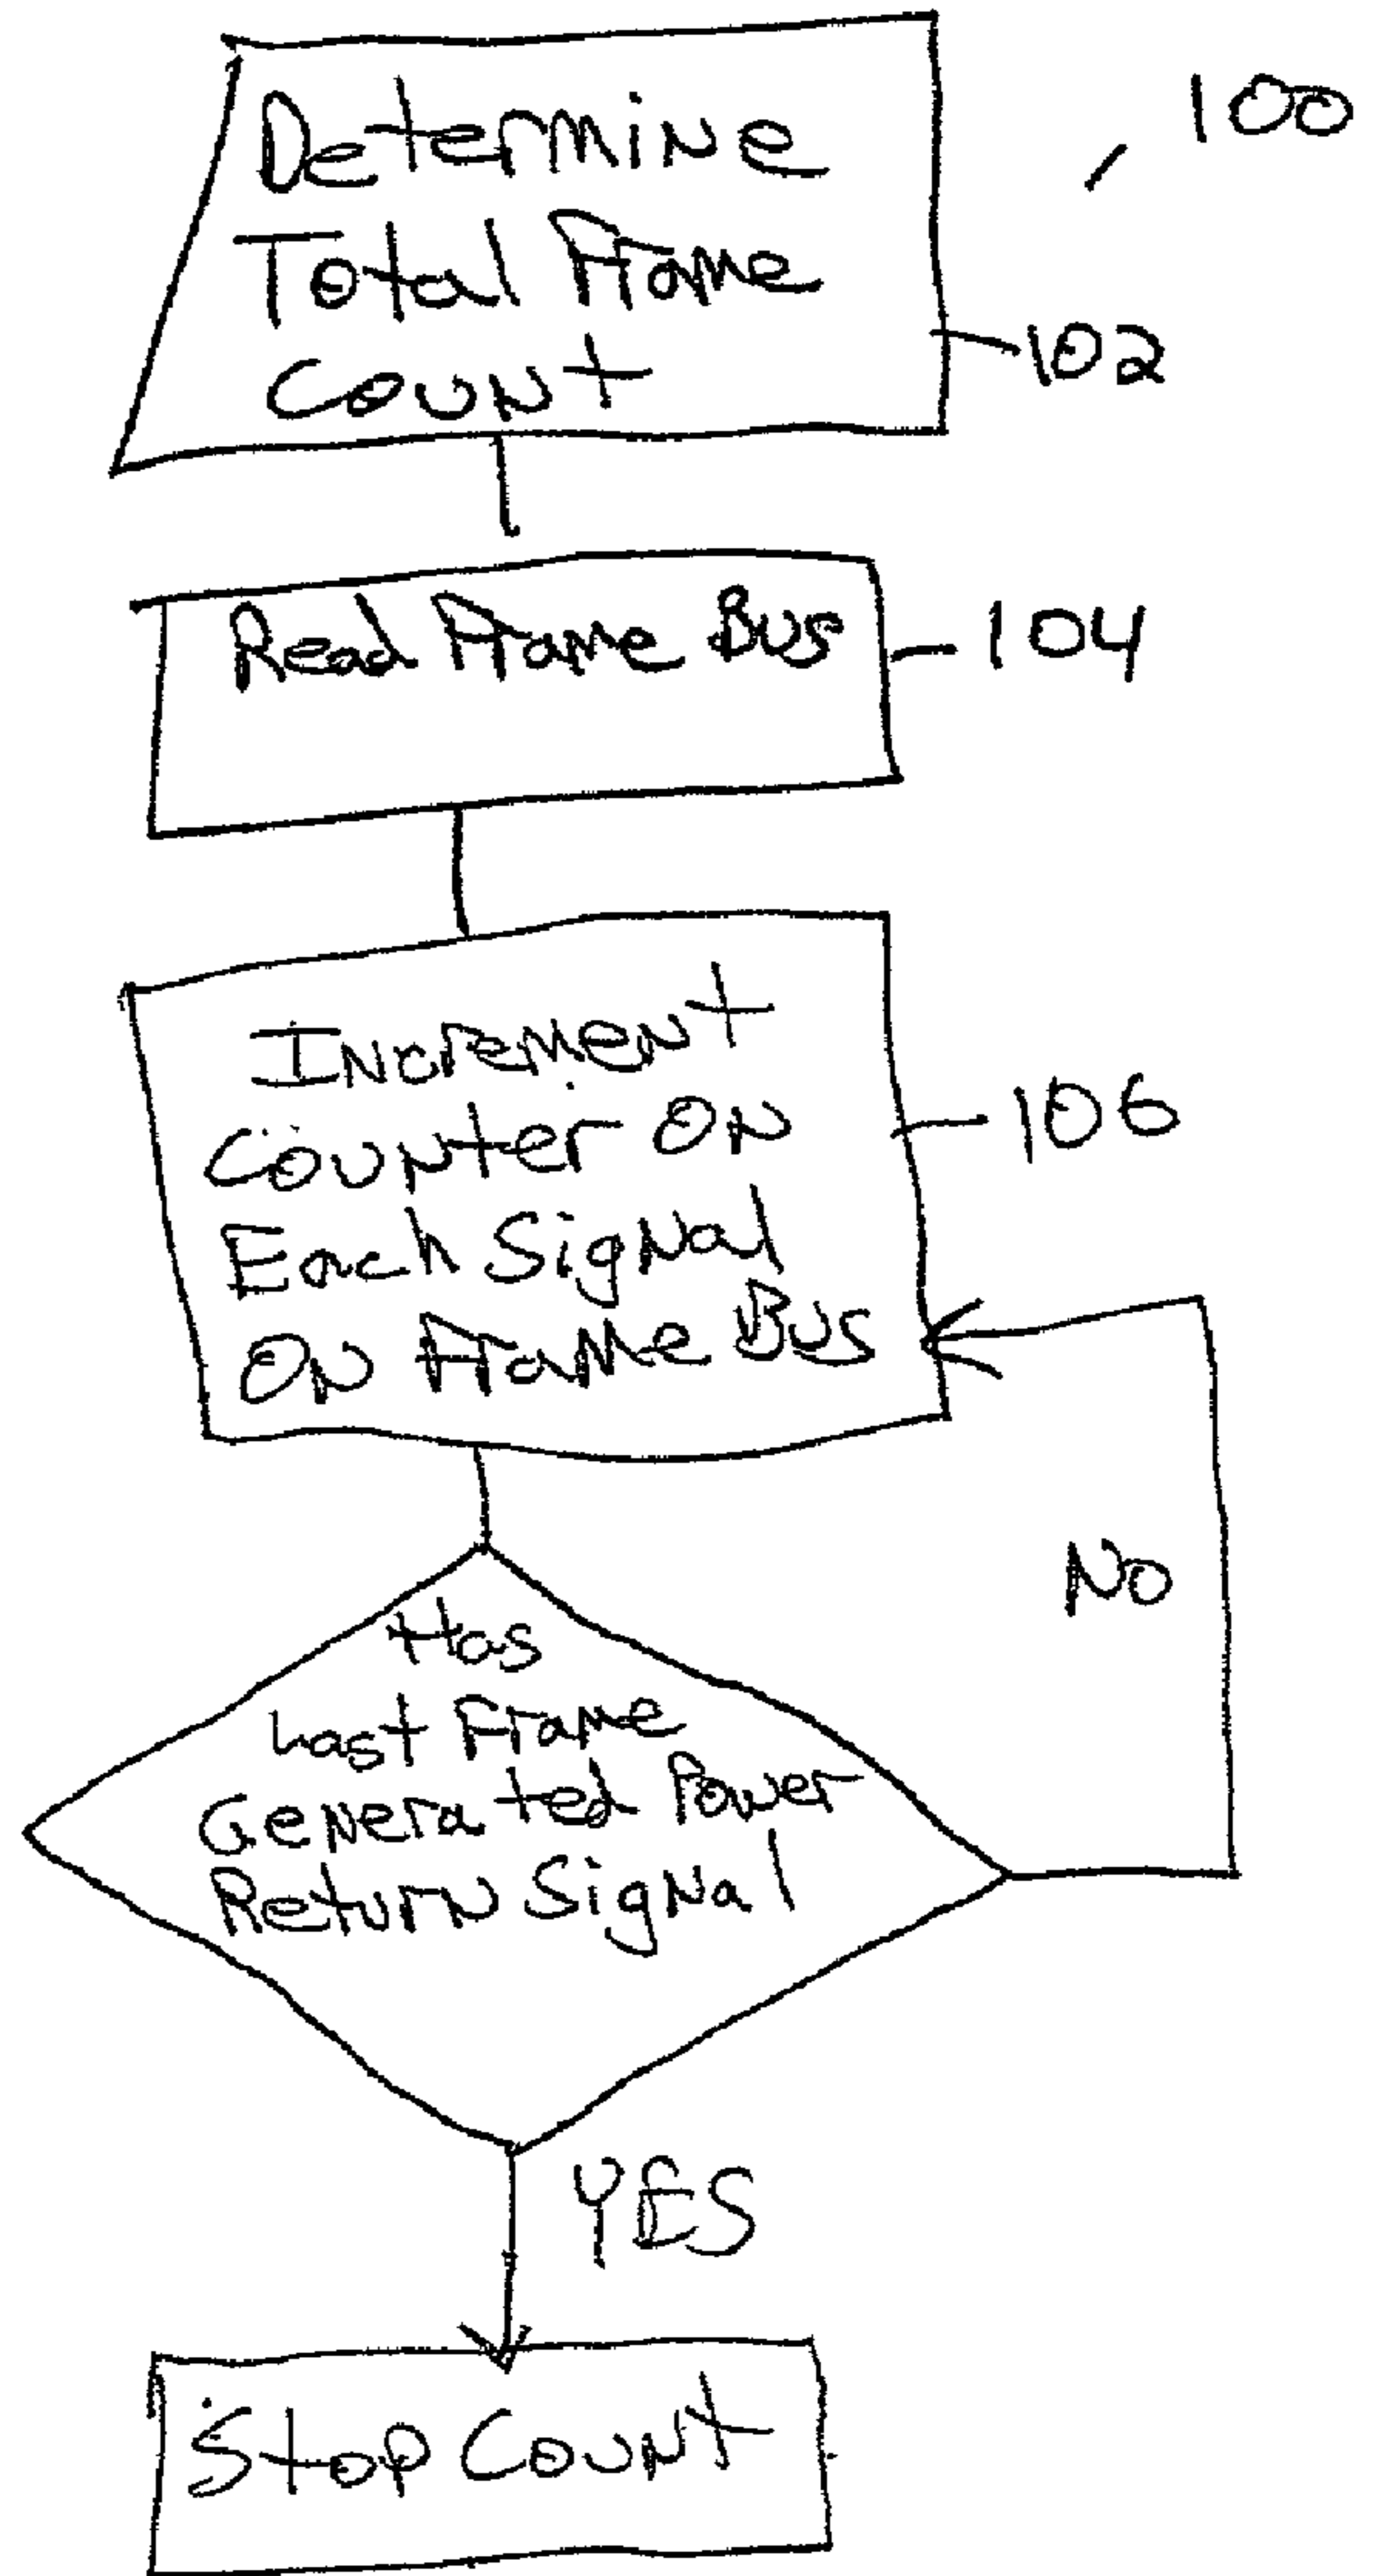 Determine
Total Frame
Count
100
102
Read Frame Bus
104
Increment
Counter On
Each Signal
On Frame Bus
106
No
Has
Last Frame
Generated Power
Return Signal
YES
Stop Count